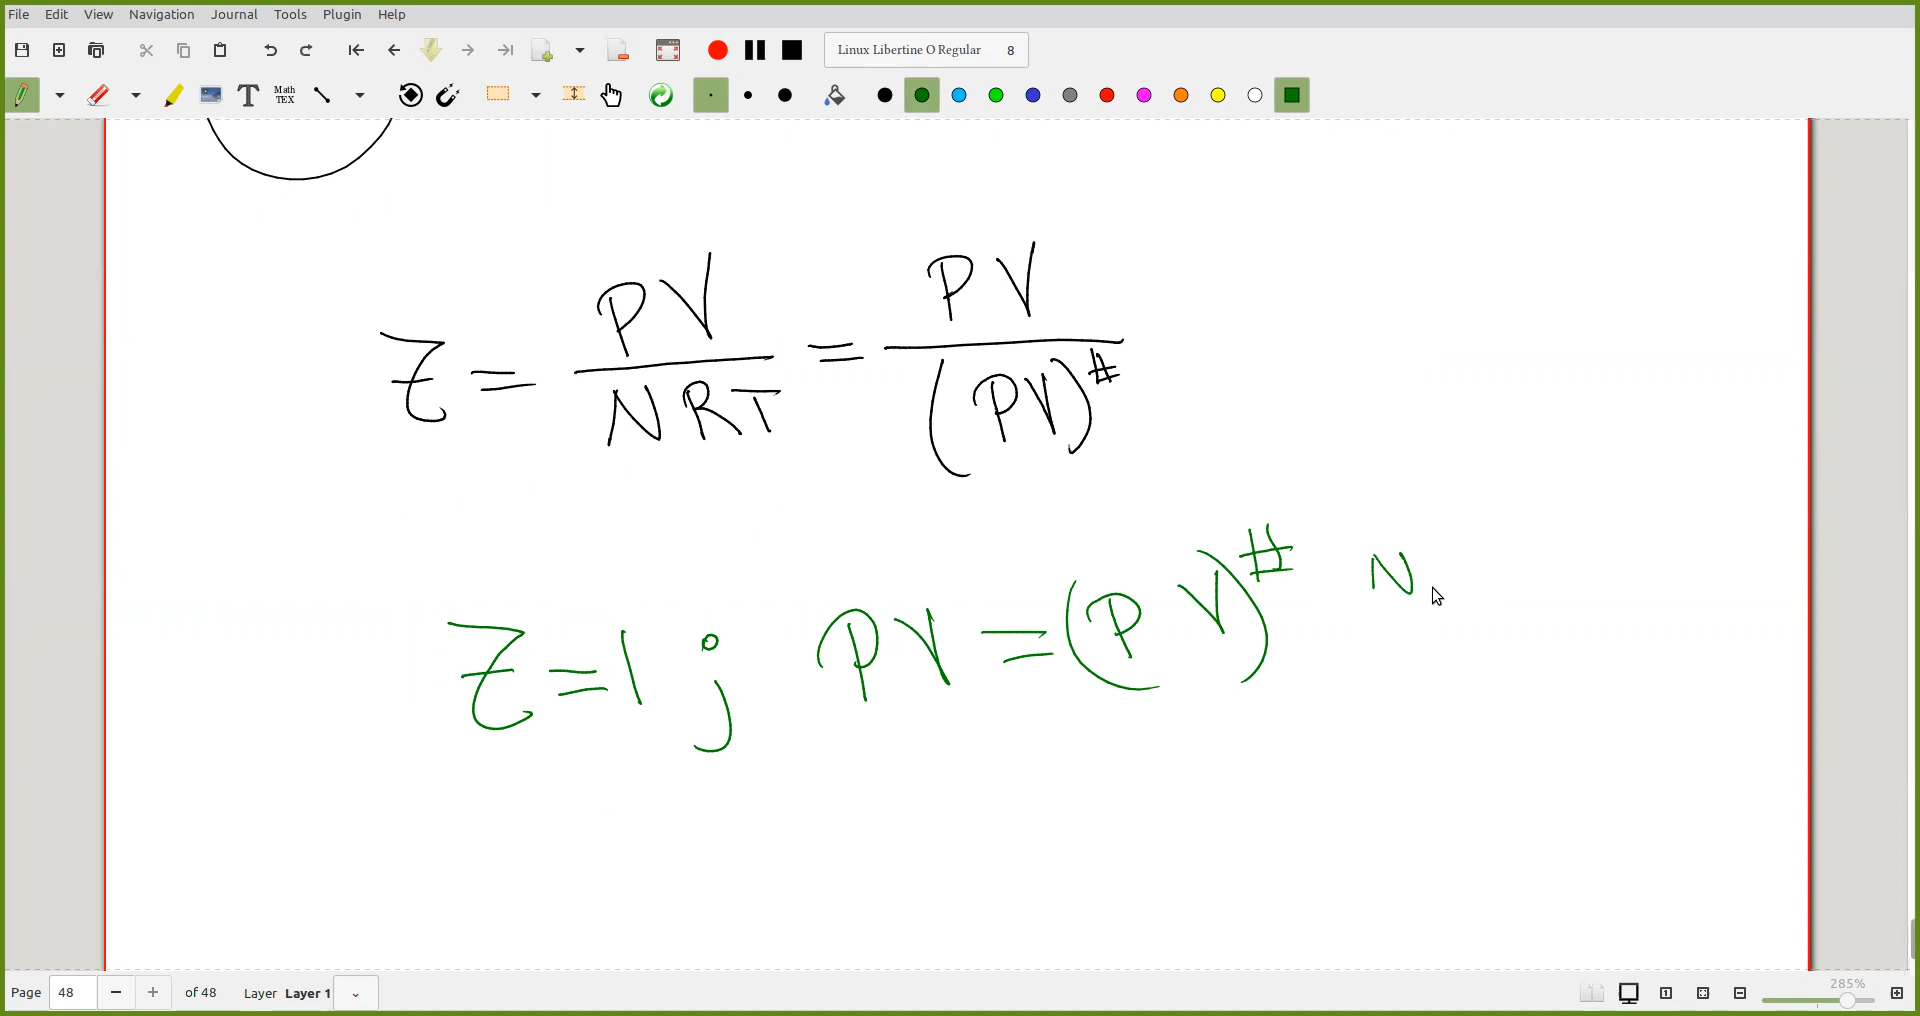 File Edit View Navigation Journal Tools Plugin Help
Linux Libertine O Regular 8
Math TEX
Z = PV / NRT = PV / (PV)^#
Z = 1 ; PV = (PV)^# N
Page 48 − + of 48 Layer Layer 1 285%